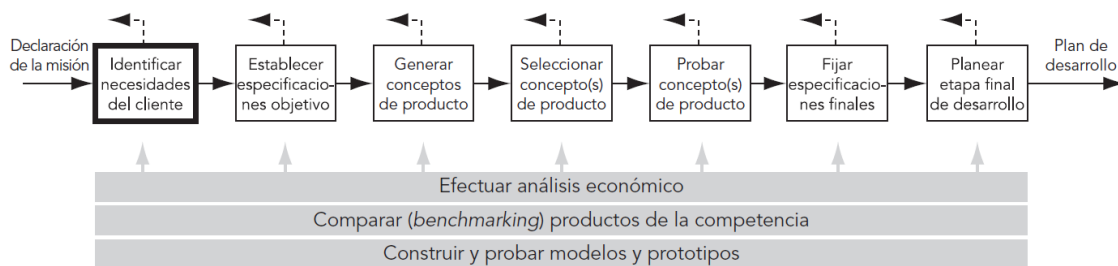 Declaración
de la misión
Identificar
necesidades
del cliente
Establecer
especificacio-
nes objetivo
Generar
conceptos
de producto
Seleccionar
concepto(s)
de producto
Probar
concepto(s)
de producto
Fijar
especificacio-
nes finales
Planear
etapa final
de desarrollo
Plan de
desarrollo
Efectuar análisis económico
Comparar (benchmarking) productos de la competencia
Construir y probar modelos y prototipos